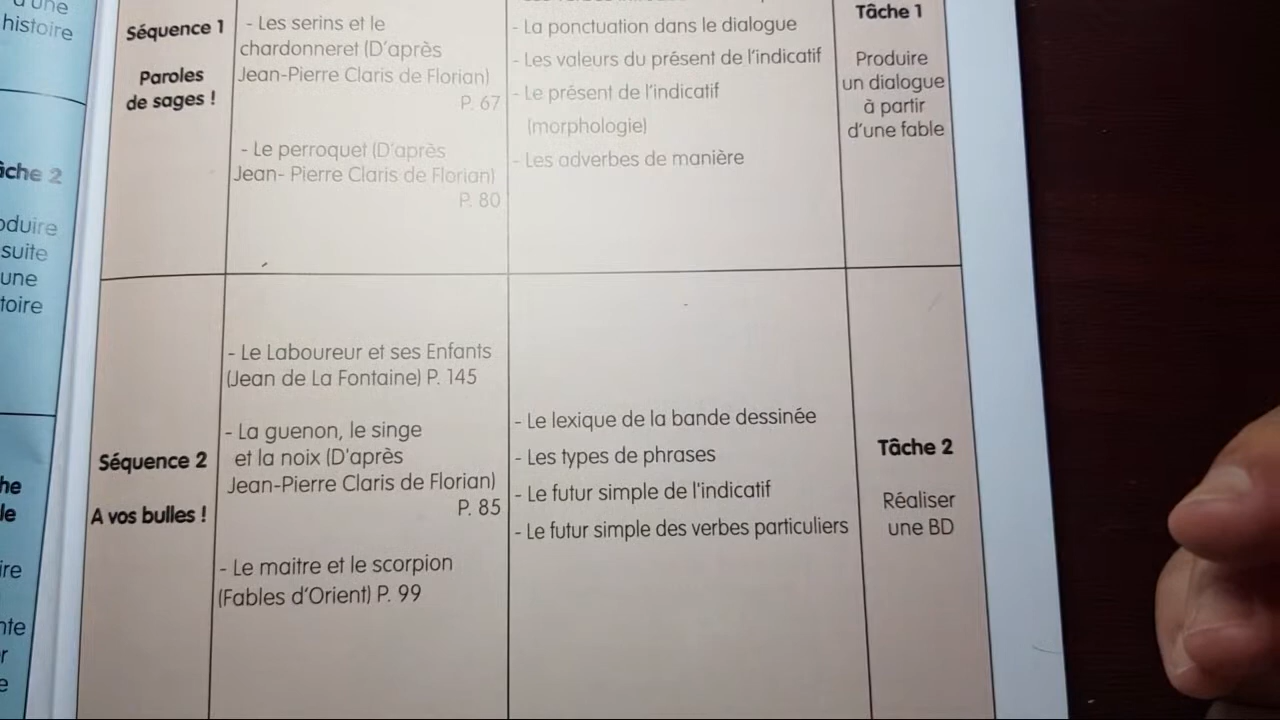 d'une
histoire
âche 2
oduire
suite
une
toire
he
le
ire
nte
r
e
Séquence 1
Paroles
de sages !
- Les serins et le
chardonneret (D'après
Jean-Pierre Claris de Florian)
P. 67
- Le perroquet (D'après
Jean- Pierre Claris de Florian)
P. 80
- La ponctuation dans le dialogue
- Les valeurs du présent de l'indicatif
- Le présent de l'indicatif
(morphologie)
- Les adverbes de manière
Tâche 1
Produire
un dialogue
à partir
d'une fable
Séquence 2
A vos bulles !
- Le Laboureur et ses Enfants
(Jean de La Fontaine) P. 145
- La guenon, le singe
et la noix (D'après
Jean-Pierre Claris de Florian)
P. 85
- Le maitre et le scorpion
(Fables d'Orient) P. 99
- Le lexique de la bande dessinée
- Les types de phrases
- Le futur simple de l'indicatif
- Le futur simple des verbes particuliers
Tâche 2
Réaliser
une BD